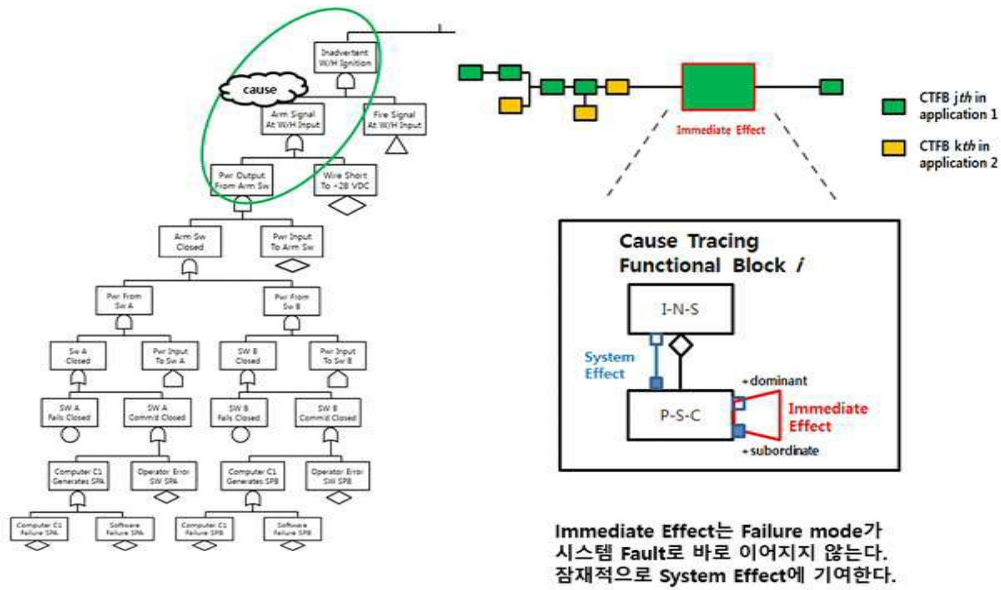 Inadvertent
W/H Ignition
cause
Arm Signal
At W/H Input
Fire Signal
At W/H Input
Pwr Output
From Arm Sw
Wire Short
To +28 VDC
Arm Sw
Closed
Pwr Input
To Arm Sw
Pwr From
Sw A
Pwr From
Sw B
Sw A
Closed
Pwr Input
To Sw A
SW B
Closed
Pwr Input
To Sw B
SW A
Fails Closed
SW A
Comm'd Closed
SW B
Fails Closed
SW B
Comm'd Closed
Computer C1
Generates SPA
Operator Error
SW SPA
Computer C1
Generates SPB
Operator Error
SW SPB
Computer C1
Failure SPA
Software
Failure SPA
Computer C1
Failure SPB
Software
Failure SPB
Immediate Effect
CTFB jth in
application 1
CTFB kth in
application 2
Cause Tracing
Functional Block i
I-N-S
System
Effect
P-S-C
+dominant
Immediate
Effect
+subordinate
Immediate Effect는 Failure mode가
시스템 Fault로 바로 이어지지 않는다.
잠재적으로 System Effect에 기여한다.